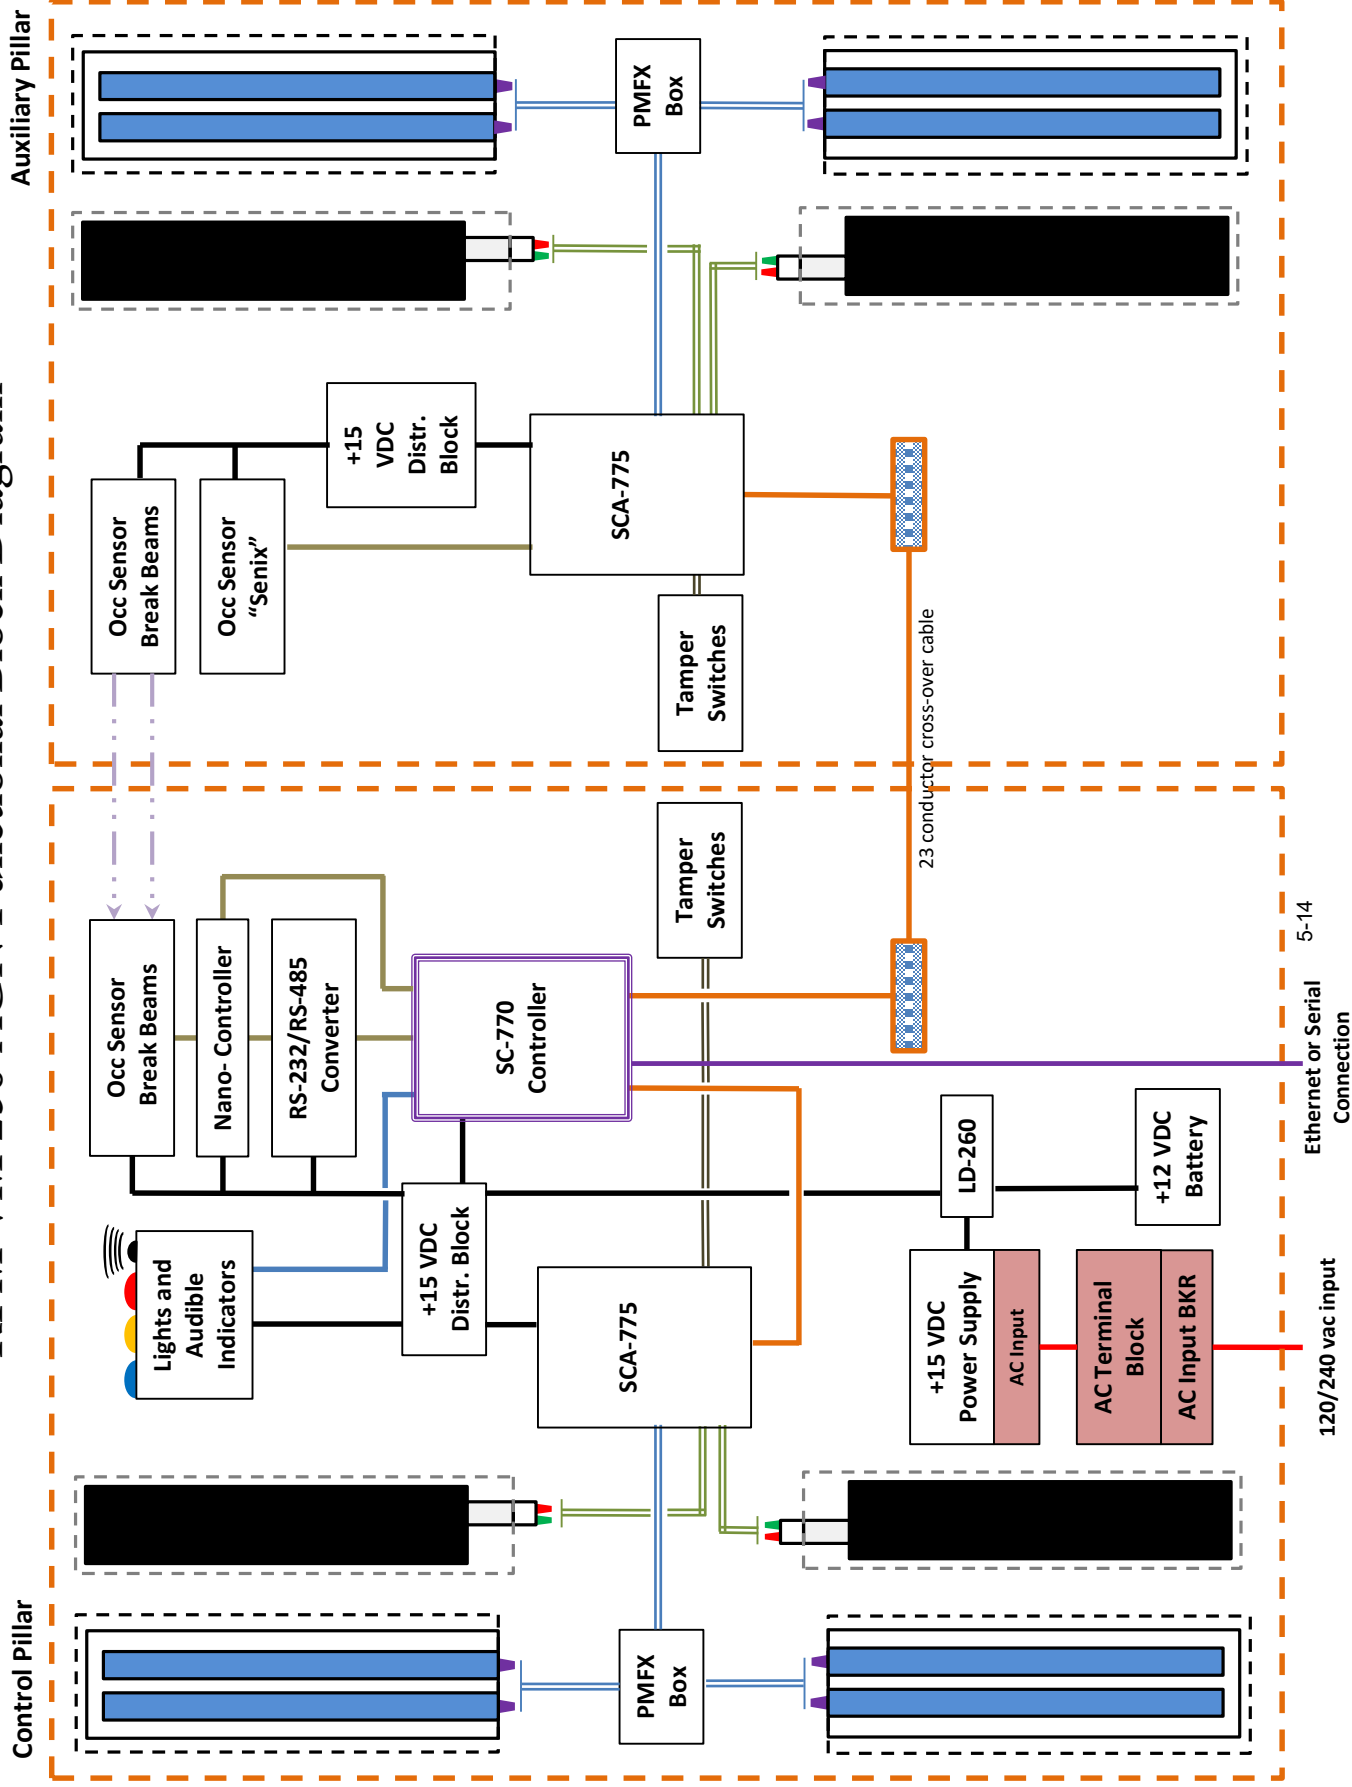 Functional Block Diagram
Control Pillar
Auxiliary Pillar
Lights and
Audible
Indicators
Occ Sensor
Break Beams
Nano- Controller
RS-232/RS-485
Converter
Occ Sensor
Break Beams
Occ Sensor
“Senix”
+15
VDC
Distr.
Block
+15 VDC
Distr. Block
SC-770
Controller
PMFX
Box
SCA-775
Tamper
Switches
Tamper
Switches
SCA-775
PMFX
Box
+15 VDC
Power Supply
AC Input
LD-260
23 conductor cross-over cable
AC Terminal
Block
AC Input BKR
+12 VDC
Battery
120/240 vac input
Ethernet or Serial
Connection
5-14